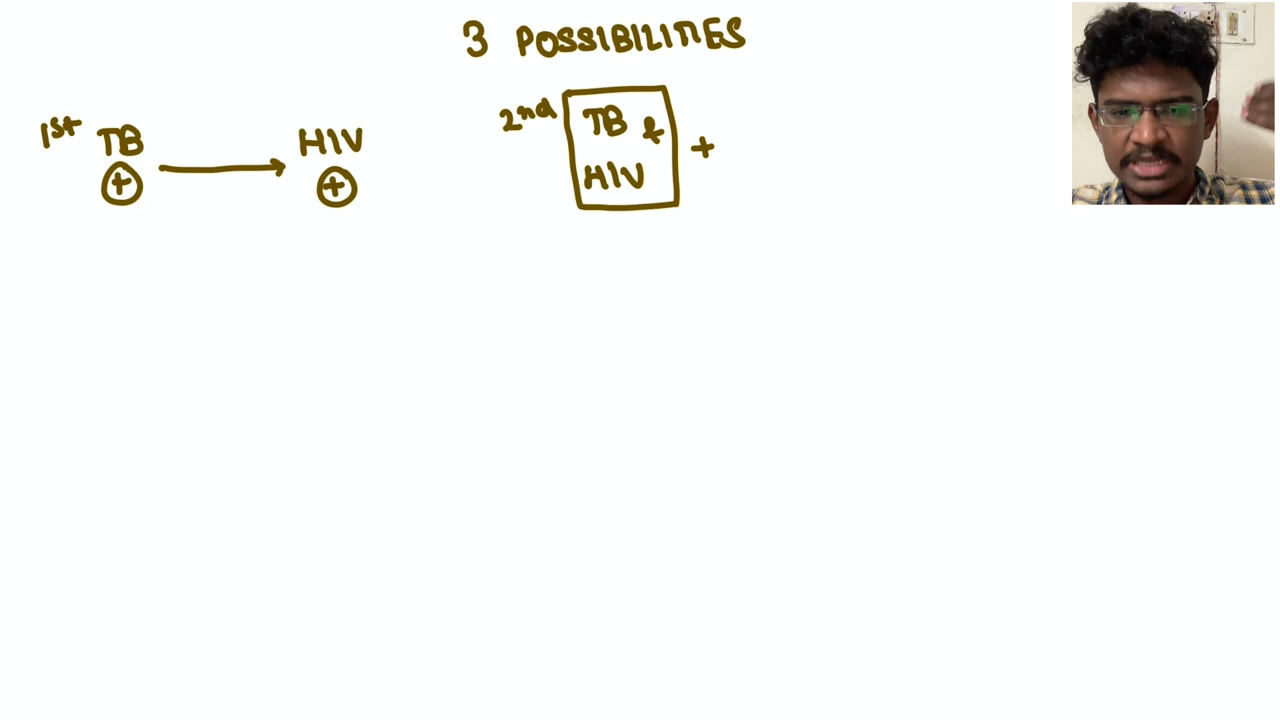 3 POSSIBILITIES
1st TB → HIV
+ +
2nd TB &
HIV +